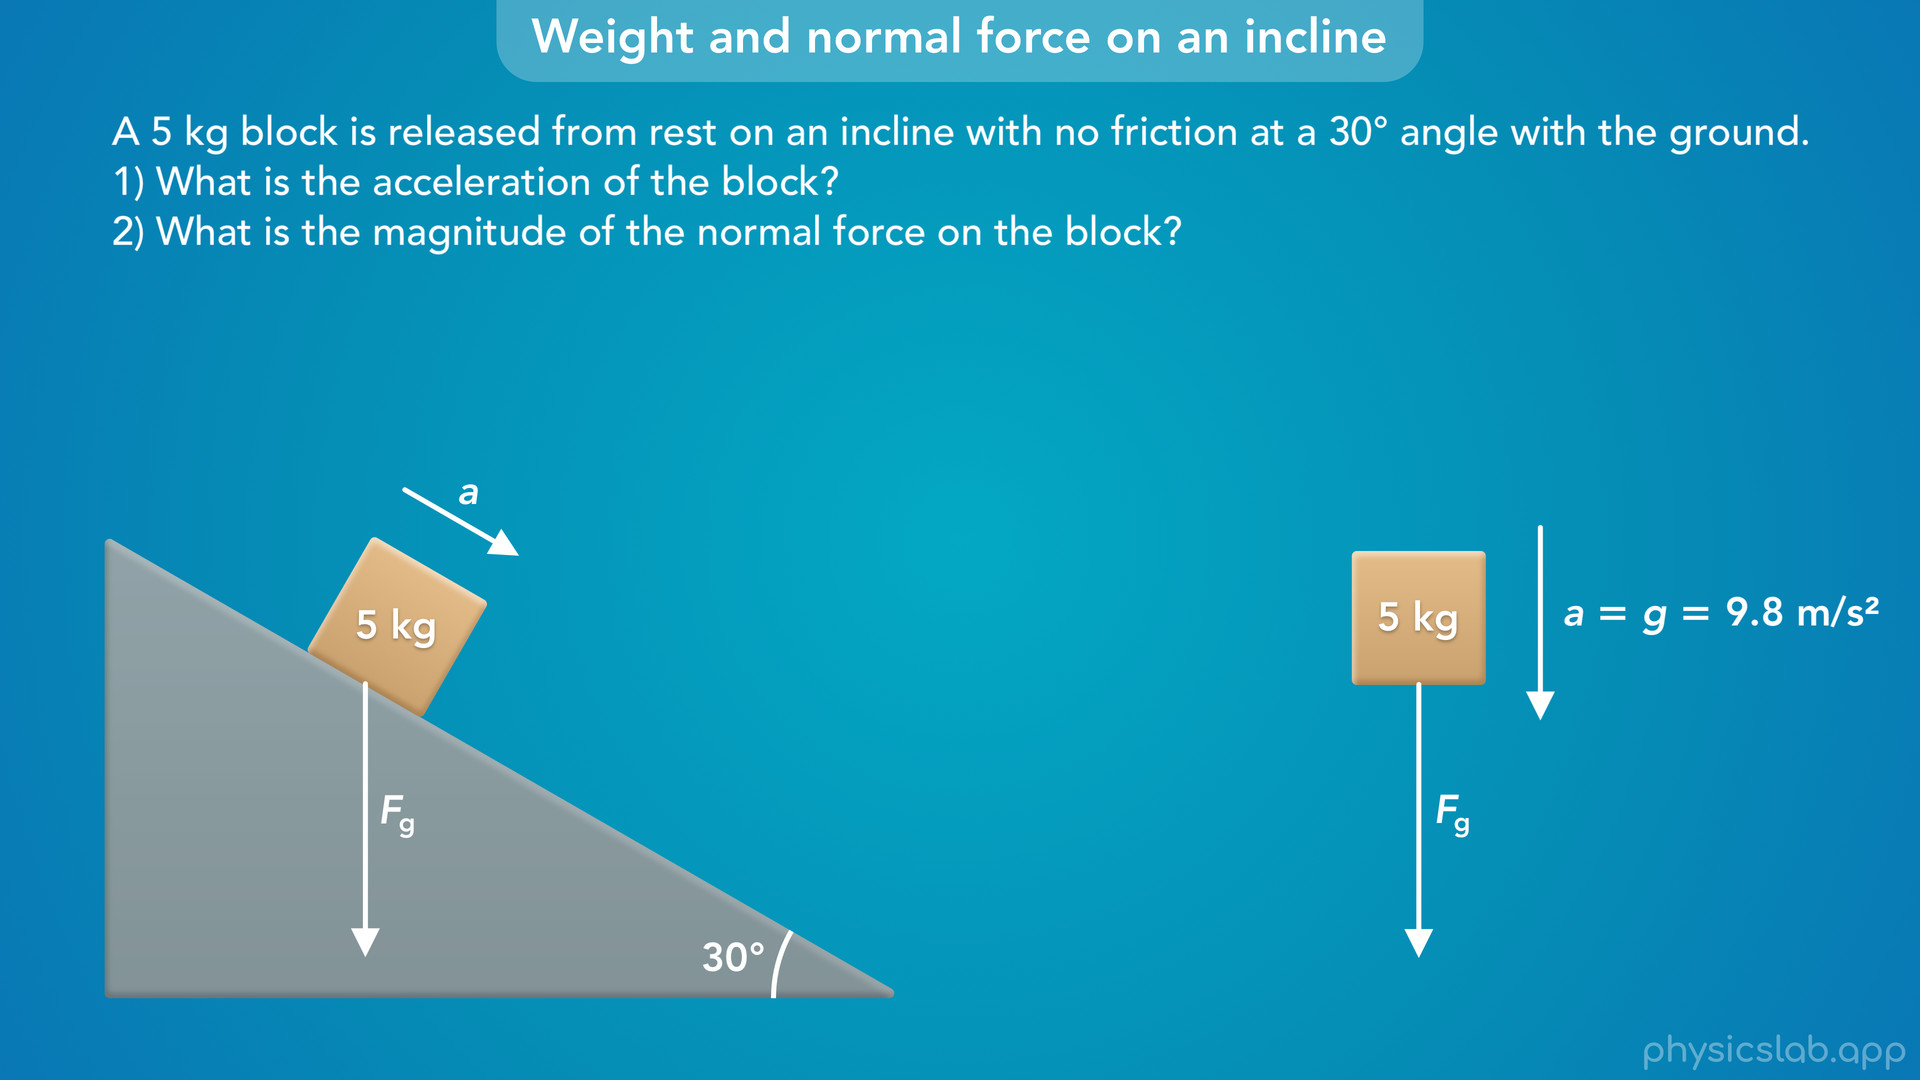 Weight and normal force on an incline
A 5 kg block is released from rest on an incline with no friction at a 30° angle with the ground.
1) What is the acceleration of the block?
2) What is the magnitude of the normal force on the block?
a
5 kg
Fg
30°
5 kg
a = g = 9.8 m/s²
Fg
physicslab.app